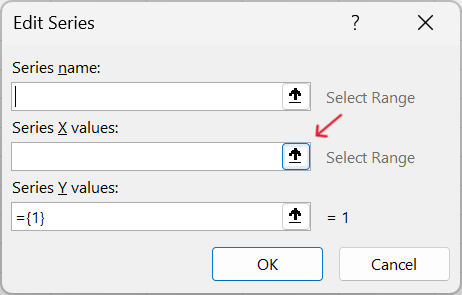 Edit Series
?
Series name:
Select Range
Series X values:
Select Range
Series Y values:
={1}
= 1
OK
Cancel